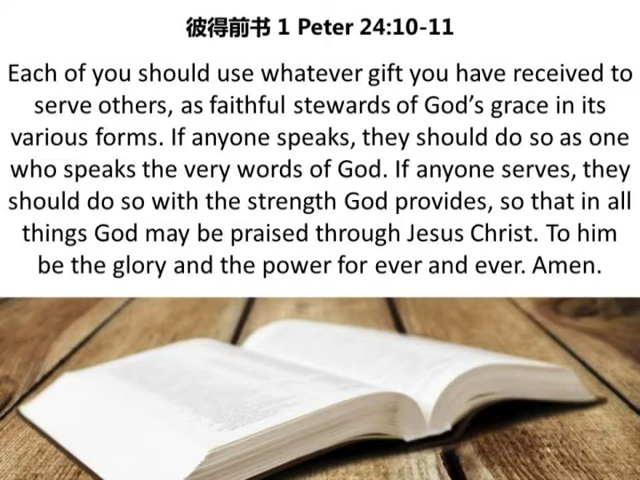 彼得前书 1 Peter 24:10-11
Each of you should use whatever gift you have received to
serve others, as faithful stewards of God’s grace in its
various forms. If anyone speaks, they should do so as one
who speaks the very words of God. If anyone serves, they
should do so with the strength God provides, so that in all
things God may be praised through Jesus Christ. To him
be the glory and the power for ever and ever. Amen.